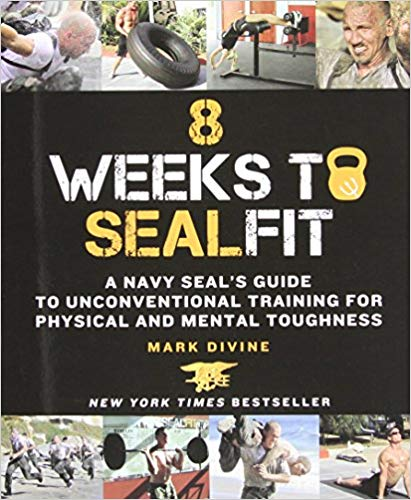 8
WEEKS TO
SEALFIT
A NAVY SEAL'S GUIDE
TO UNCONVENTIONAL TRAINING FOR
PHYSICAL AND MENTAL TOUGHNESS
MARK DIVINE
NEW YORK TIMES BESTSELLER